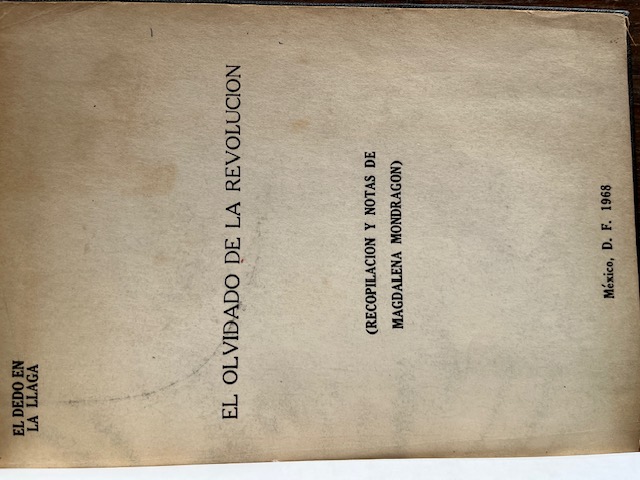 EL DEDO EN
LA LLAGA
EL OLVIDADO DE LA REVOLUCION
(RECOPILACION Y NOTAS DE
MAGDALENA MONDRAGON)
México, D. F. 1968